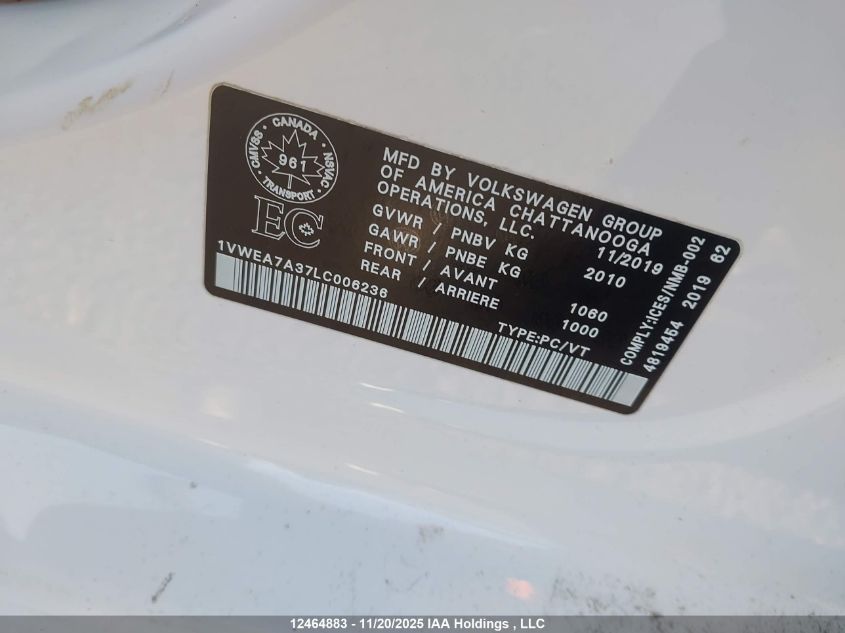 CMVSS · CANADA · NSVAC
961
TRANSPORT
EC
MFD BY VOLKSWAGEN GROUP
OF AMERICA CHATTANOOGA
OPERATIONS, LLC.
11/2019
GVWR / PNBV KG 2010
GAWR / PNBE KG
FRONT / AVANT 1060
REAR / ARRIERE 1000
1VWEA7A37LC006236
TYPE:PC/VT
COMPLY:ICES/NMB-002
4819454 2019 62
12464883 - 11/20/2025 IAA Holdings , LLC